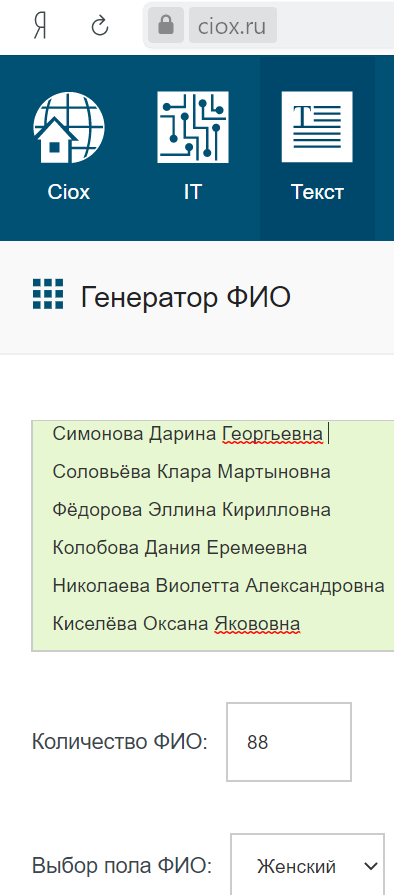 Я
ciox.ru
Ciox IT Текст
Генератор ФИО
Симонова Дарина Георгьевна
Соловьёва Клара Мартыновна
Фёдорова Эллина Кирилловна
Колобова Дания Еремеевна
Николаева Виолетта Александровна
Киселёва Оксана Якововна
Количество ФИО: 88
Выбор пола ФИО: Женский